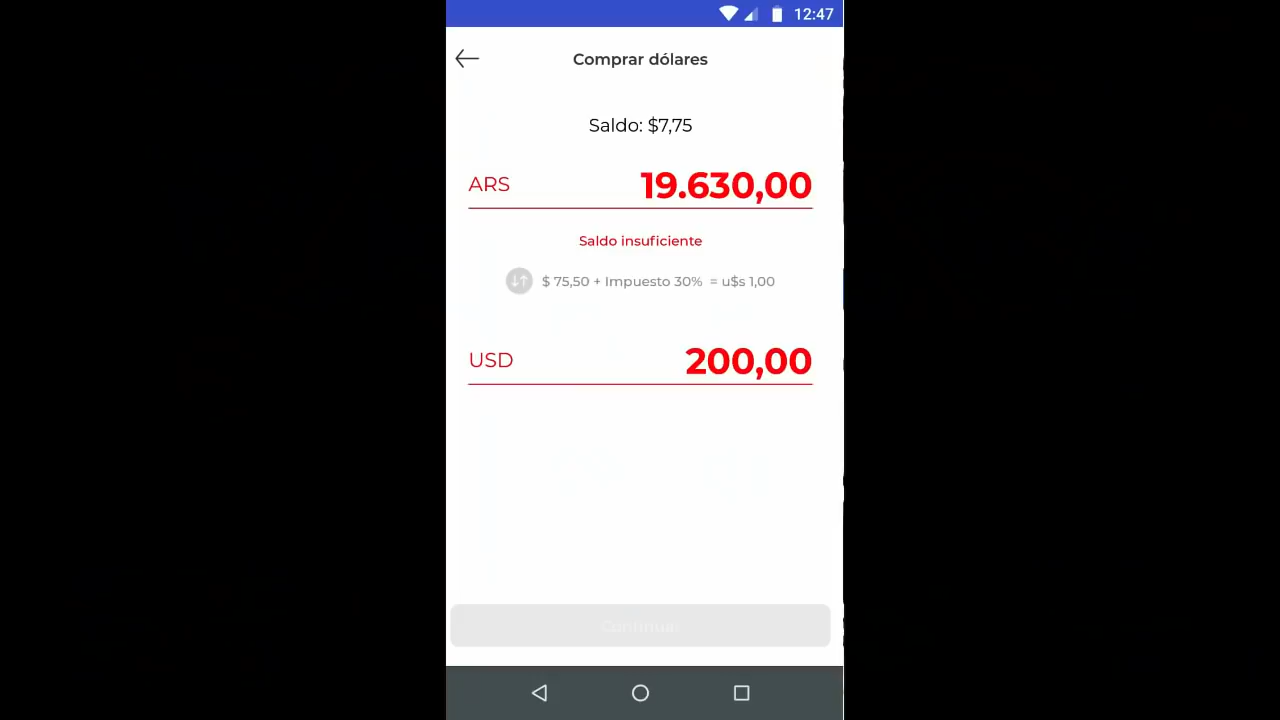 12:47
Comprar dólares
Saldo: $7,75
ARS 19.630,00
Saldo insuficiente
$ 75,50 + Impuesto 30% = u$s 1,00
USD 200,00
Continuar